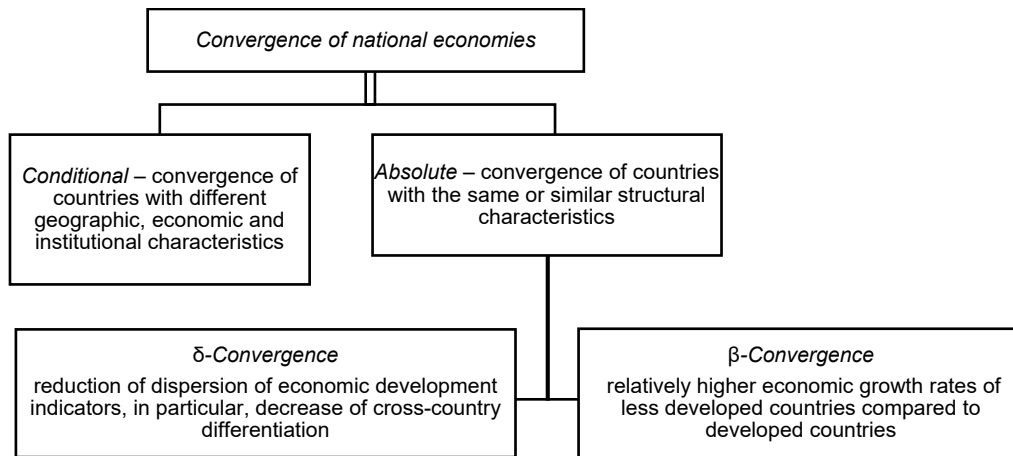 Convergence of national economies
Conditional – convergence of
countries with different
geographic, economic and
institutional characteristics
Absolute – convergence of countries
with the same or similar structural
characteristics
δ-Convergence
reduction of dispersion of economic development
indicators, in particular, decrease of cross-country
differentiation
β-Convergence
relatively higher economic growth rates of
less developed countries compared to
developed countries